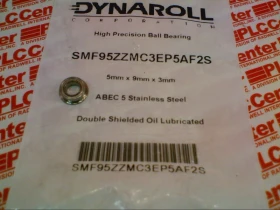 DYNAROLL
CORPORATION
High Precision Ball Bearing
SMF95ZZMC3EP5AF2S
5mm x 9mm x 3mm
ABEC 5 Stainless Steel
Double Shielded Oil Lubricated
SMF95ZZMC3EP5AF2S